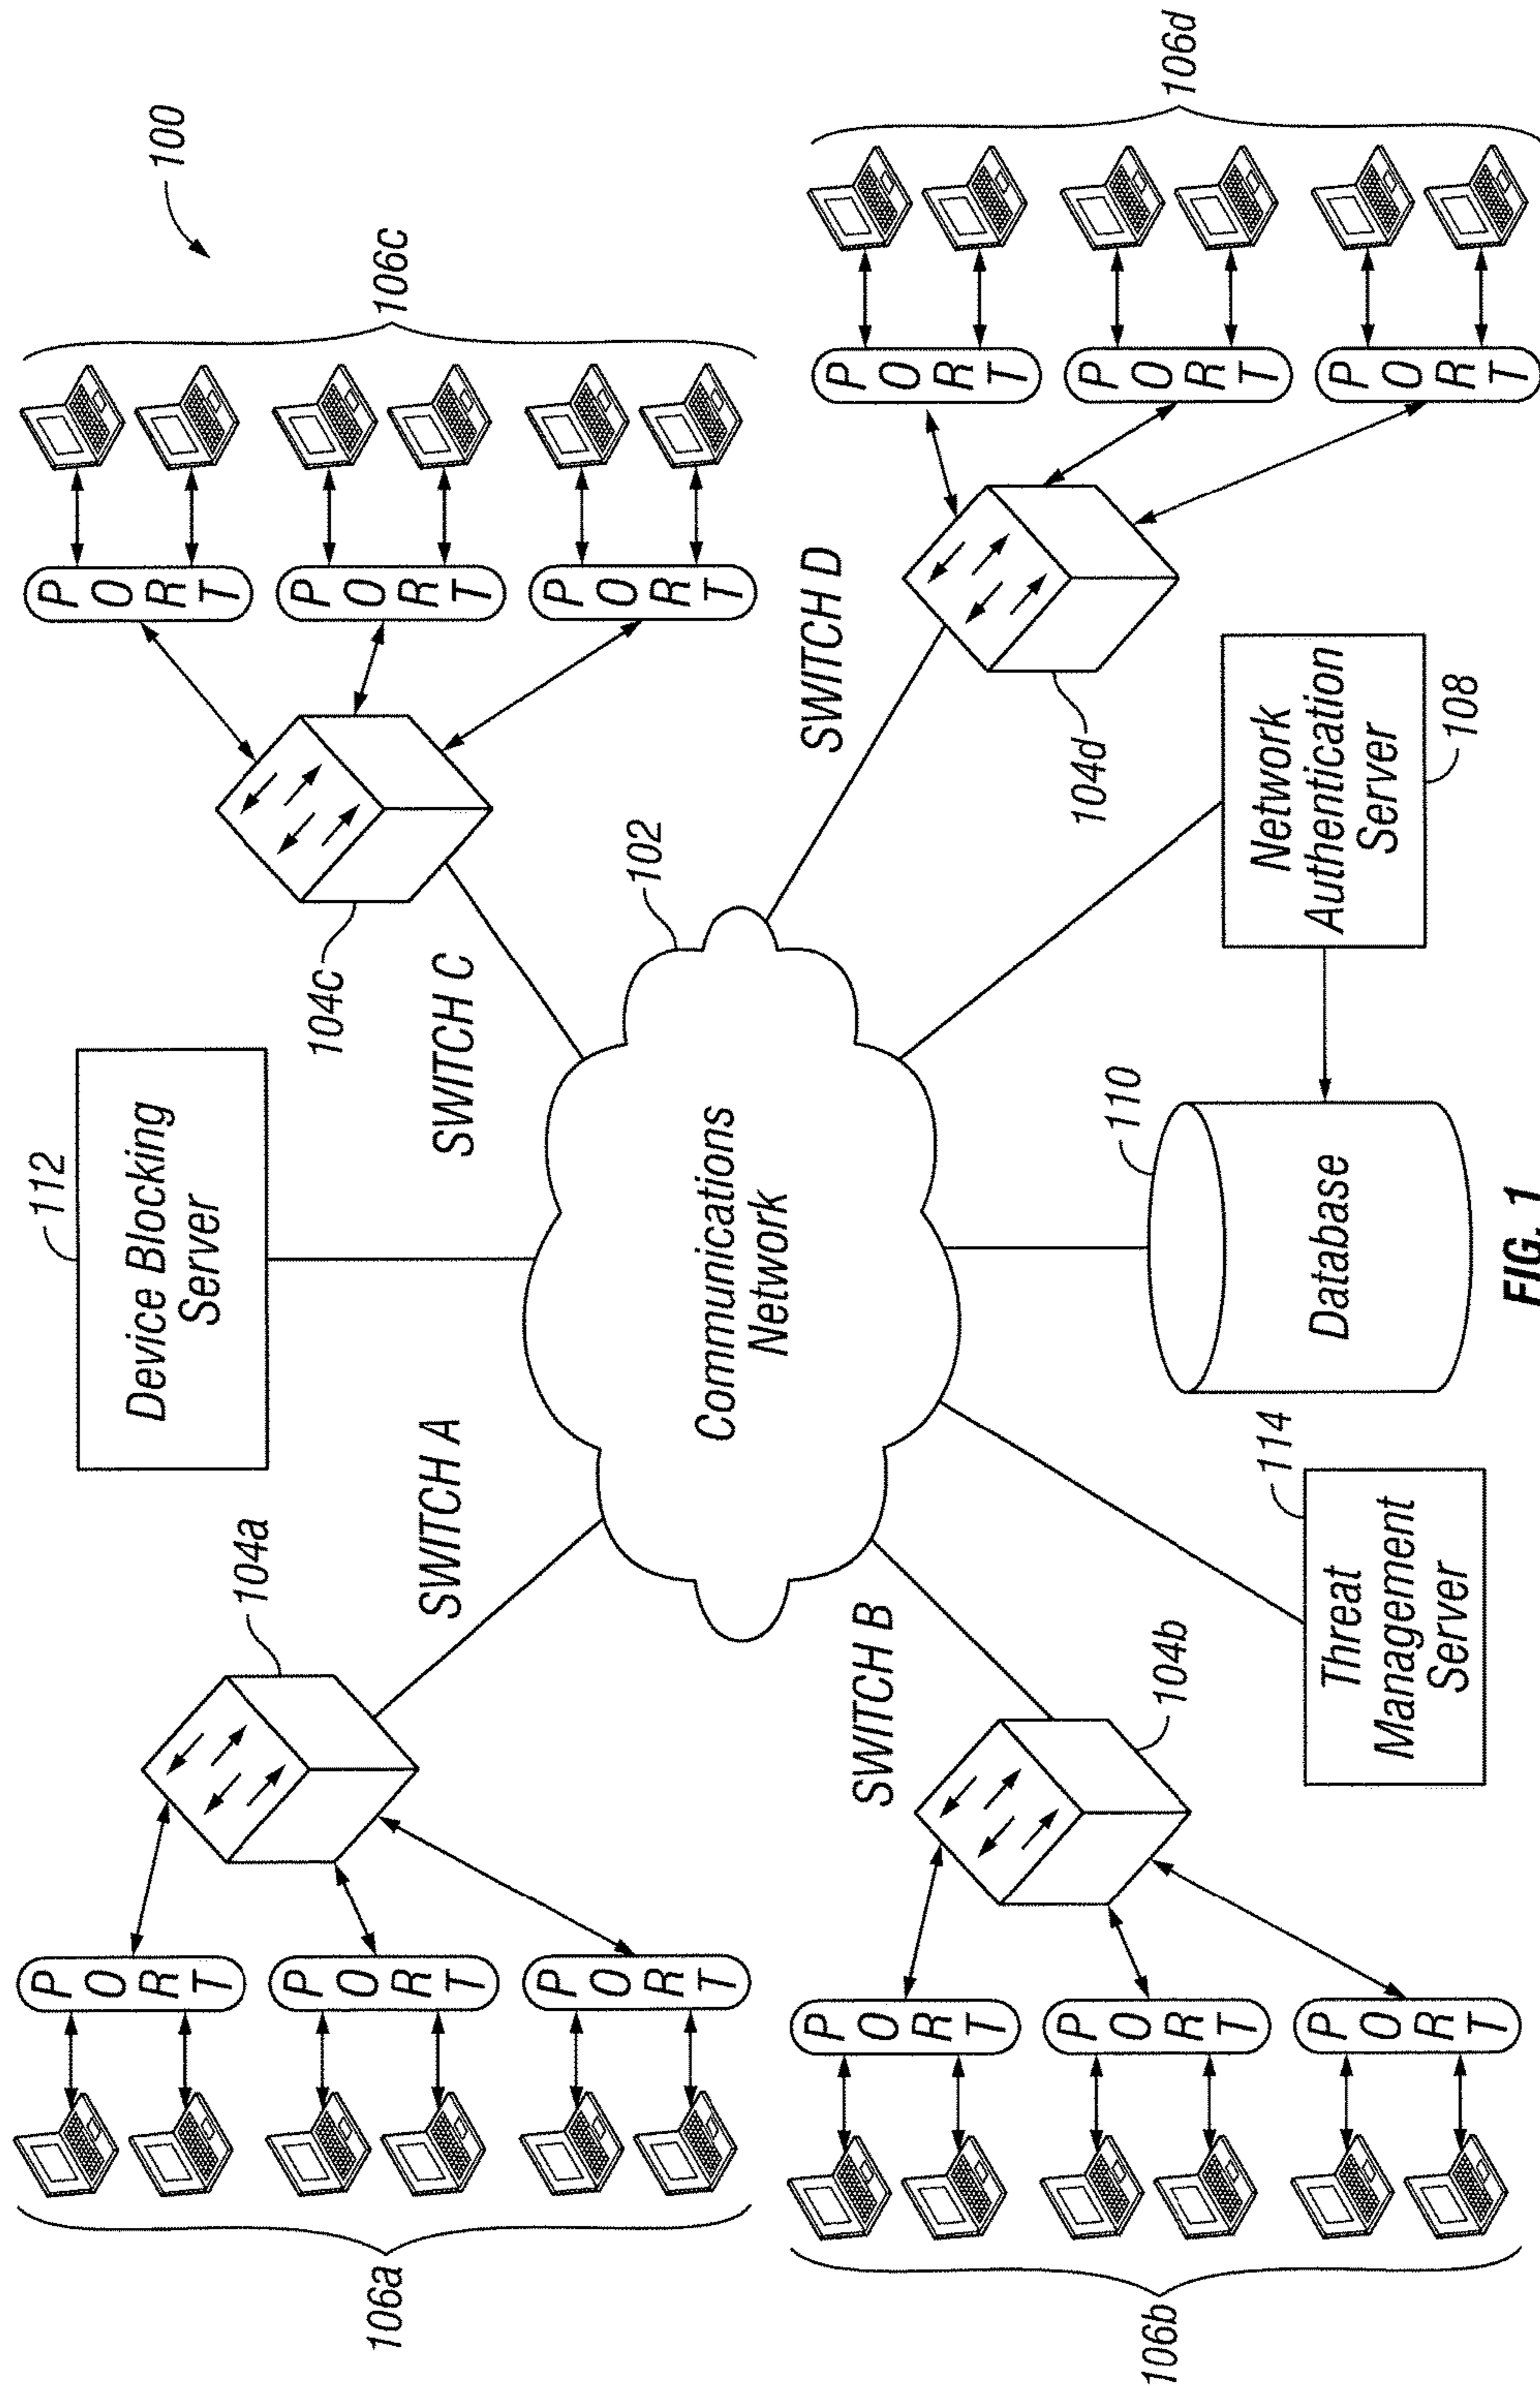 100
112
Device Blocking
Server
104a
SWITCH A
P
O
R
T
P
O
R
T
P
O
R
T
106a
104c
SWITCH C
P
O
R
T
P
O
R
T
P
O
R
T
106c
102
Communications
Network
SWITCH B
104b
P
O
R
T
P
O
R
T
P
O
R
T
106b
SWITCH D
104d
P
O
R
T
P
O
R
T
P
O
R
T
106d
114
Threat
Management
Server
110
Database
Network
Authentication
Server
108
FIG. 1